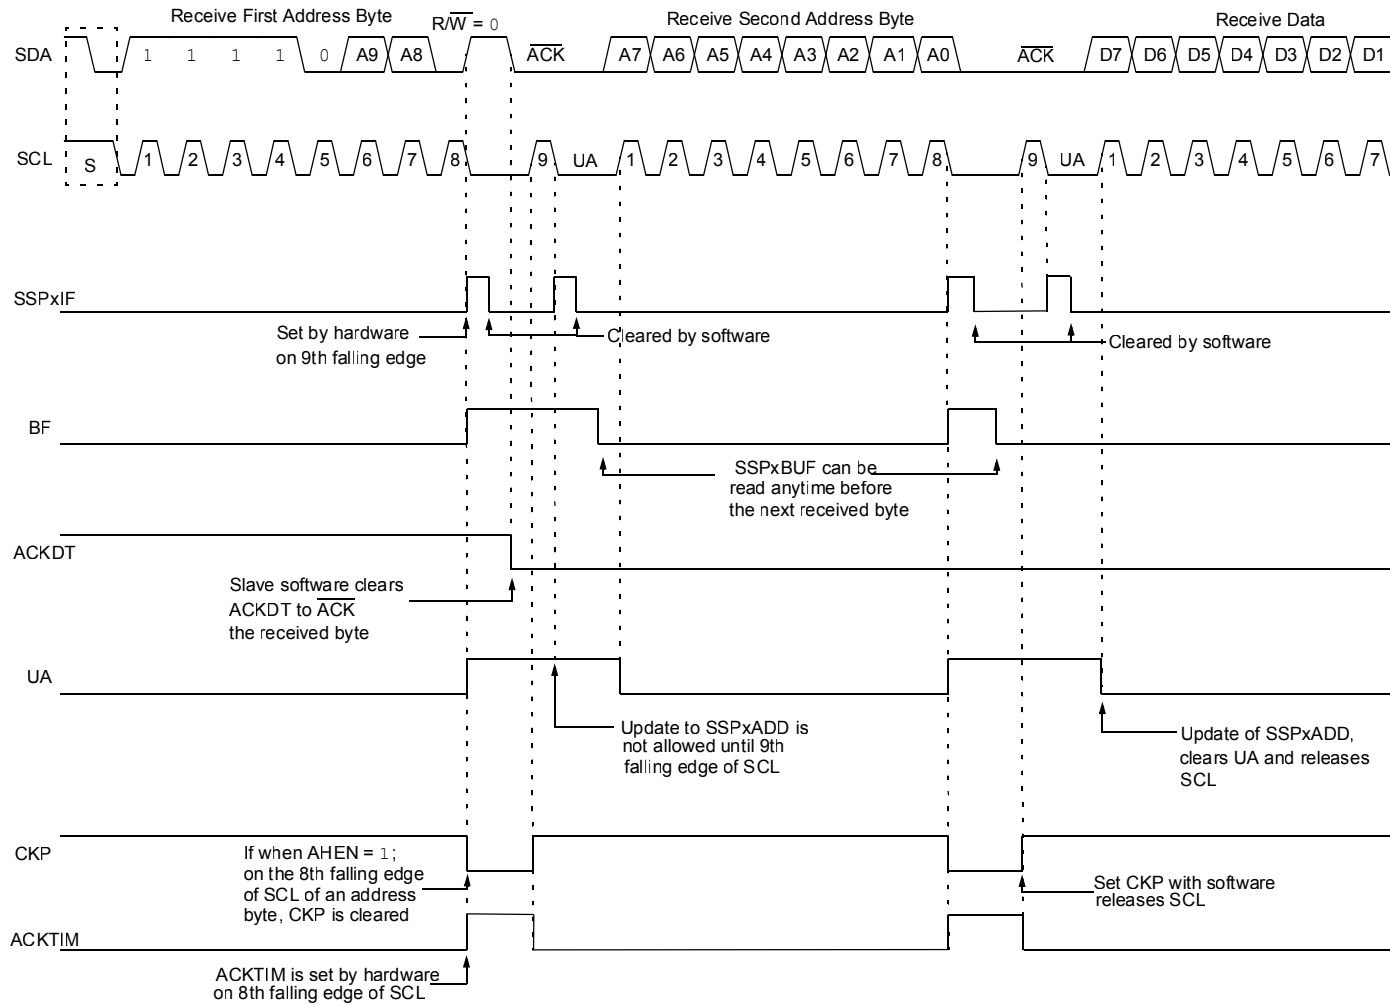 Receive First Address Byte
R/W = 0
Receive Second Address Byte
Receive Data
SDA
1 1 1 1 0 A9 A8
ACK
A7 A6 A5 A4 A3 A2 A1 A0
ACK
D7 D6 D5 D4 D3 D2 D1
SCL
S
1 2 3 4 5 6 7 8 9 UA 1 2 3 4 5 6 7 8 9 UA 1 2 3 4 5 6 7
SSPxIF
Set by hardware
on 9th falling edge
Cleared by software
Cleared by software
BF
SSPxBUF can be
read anytime before
the next received byte
ACKDT
Slave software clears
ACKDT to ACK
the received byte
UA
Update to SSPxADD is
not allowed until 9th
falling edge of SCL
Update of SSPxADD,
clears UA and releases
SCL
CKP
If when AHEN = 1;
on the 8th falling edge
of SCL of an address
byte, CKP is cleared
Set CKP with software
releases SCL
ACKTIM
ACKTIM is set by hardware
on 8th falling edge of SCL